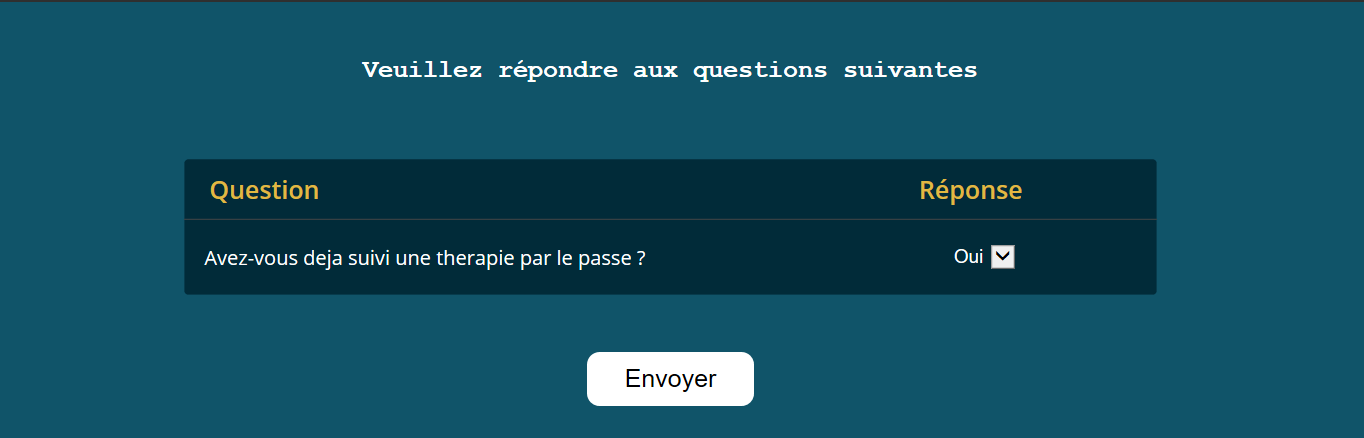 Veuillez répondre aux questions suivantes
Question Réponse
Avez-vous deja suivi une therapie par le passe ? Oui
Envoyer